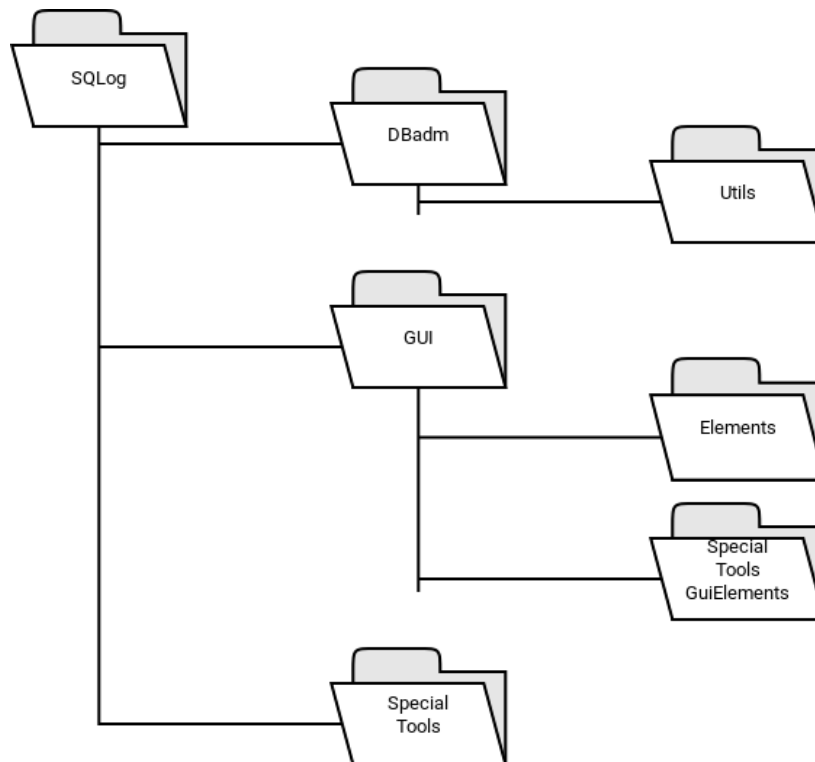 SQLog
DBadm
Utils
GUI
Elements
Special
Tools
GuiElements
Special
Tools